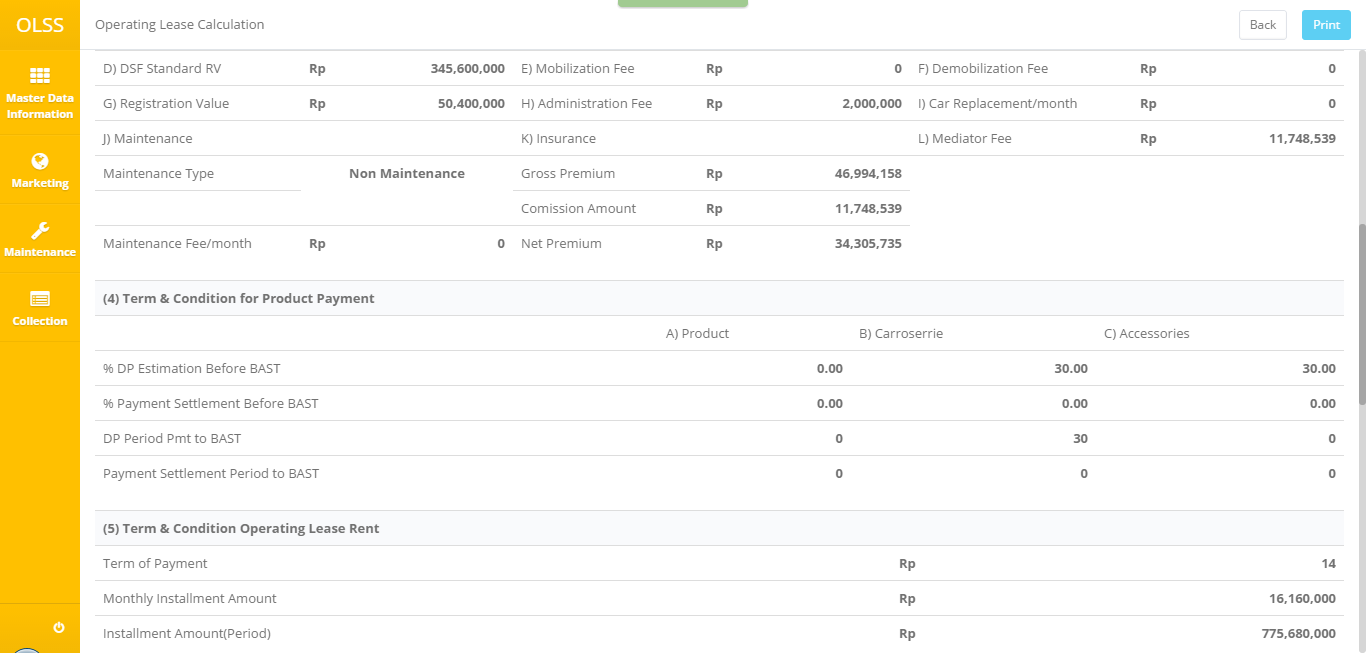 OLSS
Operating Lease Calculation
Back
Print
Master Data
Information
Marketing
Maintenance
Collection
D) DSF Standard RV Rp 345,600,000 E) Mobilization Fee Rp 0 F) Demobilization Fee Rp 0
G) Registration Value Rp 50,400,000 H) Administration Fee Rp 2,000,000 I) Car Replacement/month Rp 0
J) Maintenance K) Insurance L) Mediator Fee Rp 11,748,539
Maintenance Type Non Maintenance Gross Premium Rp 46,994,158
Comission Amount Rp 11,748,539
Maintenance Fee/month Rp 0 Net Premium Rp 34,305,735
(4) Term & Condition for Product Payment
A) Product B) Carroserrie C) Accessories
% DP Estimation Before BAST 0.00 30.00 30.00
% Payment Settlement Before BAST 0.00 0.00 0.00
DP Period Pmt to BAST 0 30 0
Payment Settlement Period to BAST 0 0 0
(5) Term & Condition Operating Lease Rent
Term of Payment Rp 14
Monthly Installment Amount Rp 16,160,000
Installment Amount(Period) Rp 775,680,000